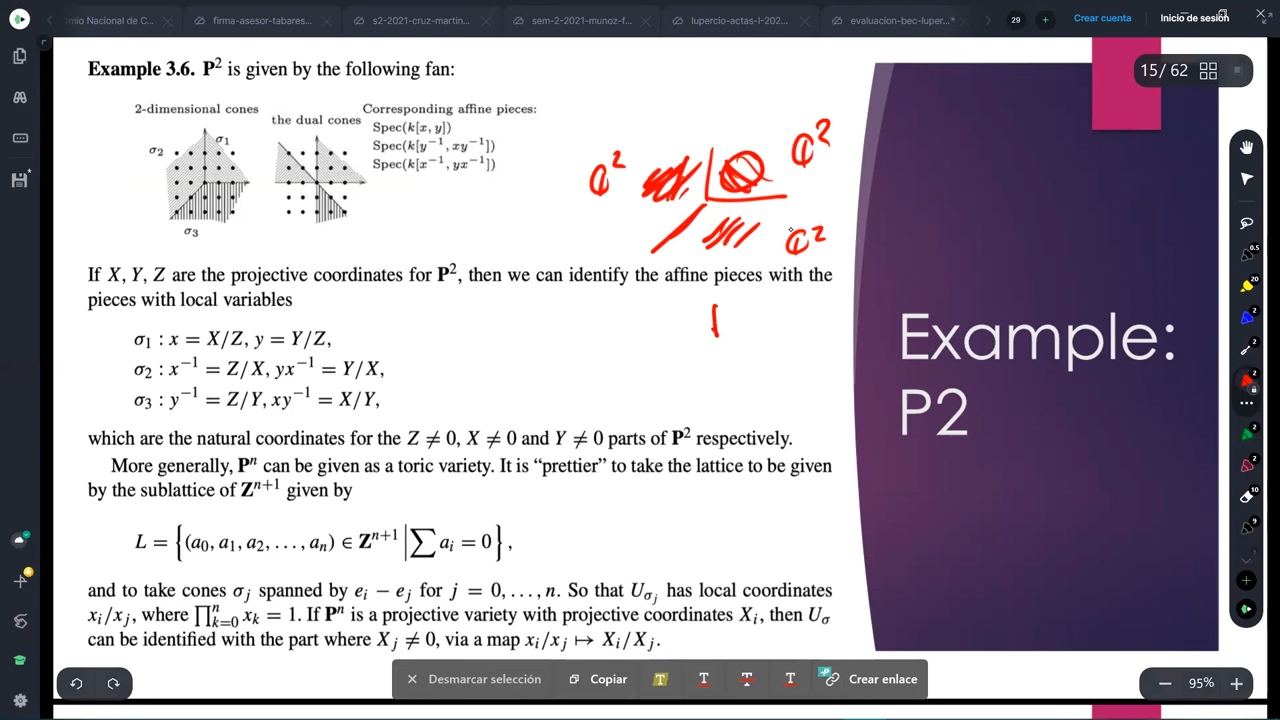 nio Nacional de C...
firma-asesor-tabares...
s2-2021-cruz-martin...
sem-2-2021-munoz-f...
lupercio-actas-l-202...
evaluacion-bec-luper...*
29
Crear cuenta
Inicio de sesión
15/62
Example 3.6. P² is given by the following fan:
2-dimensional cones
the dual cones
Corresponding affine pieces:
Spec(k[x, y])
Spec(k[y⁻¹, xy⁻¹])
Spec(k[x⁻¹, yx⁻¹])
σ₁
σ₂
σ₃
ℂ²
ℂ²
ℂ²
If X, Y, Z are the projective coordinates for P², then we can identify the affine pieces with the
pieces with local variables
σ₁ : x = X/Z, y = Y/Z,
σ₂ : x⁻¹ = Z/X, yx⁻¹ = Y/X,
σ₃ : y⁻¹ = Z/Y, xy⁻¹ = X/Y,
which are the natural coordinates for the Z ≠ 0, X ≠ 0 and Y ≠ 0 parts of P² respectively.
More generally, Pⁿ can be given as a toric variety. It is “prettier” to take the lattice to be given
by the sublattice of Zⁿ⁺¹ given by
L = {(a₀, a₁, a₂, . . . , aₙ) ∈ Zⁿ⁺¹ | ∑ aᵢ = 0},
and to take cones σⱼ spanned by eᵢ − eⱼ for j = 0, . . . , n. So that U_σⱼ has local coordinates
xᵢ/xⱼ, where ∏ₖ₌₀ⁿ xₖ = 1. If Pⁿ is a projective variety with projective coordinates Xᵢ, then U_σ
can be identified with the part where Xⱼ ≠ 0, via a map xᵢ/xⱼ ↦ Xᵢ/Xⱼ.
Example:
P2
0.5
20
2
2
2
2
10
9
Desmarcar selección
Copiar
T
T
T
T
Crear enlace
95%